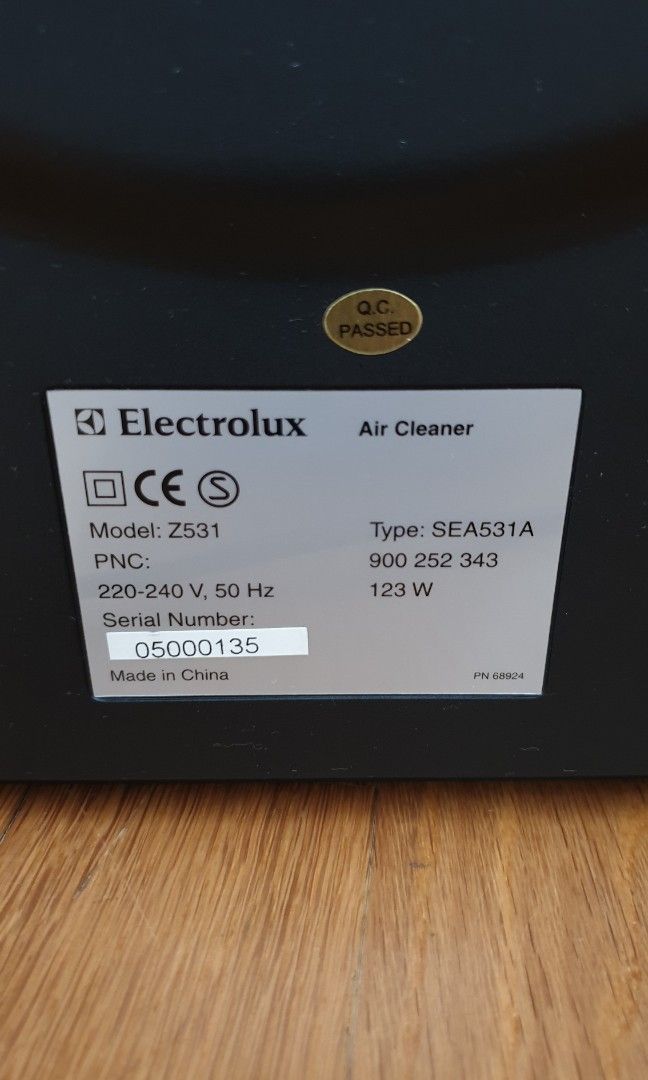 Q.C.
PASSED
Electrolux Air Cleaner
CE S
Model: Z531 Type: SEA531A
PNC: 900 252 343
220-240 V, 50 Hz 123 W
Serial Number:
05000135
Made in China PN 68924